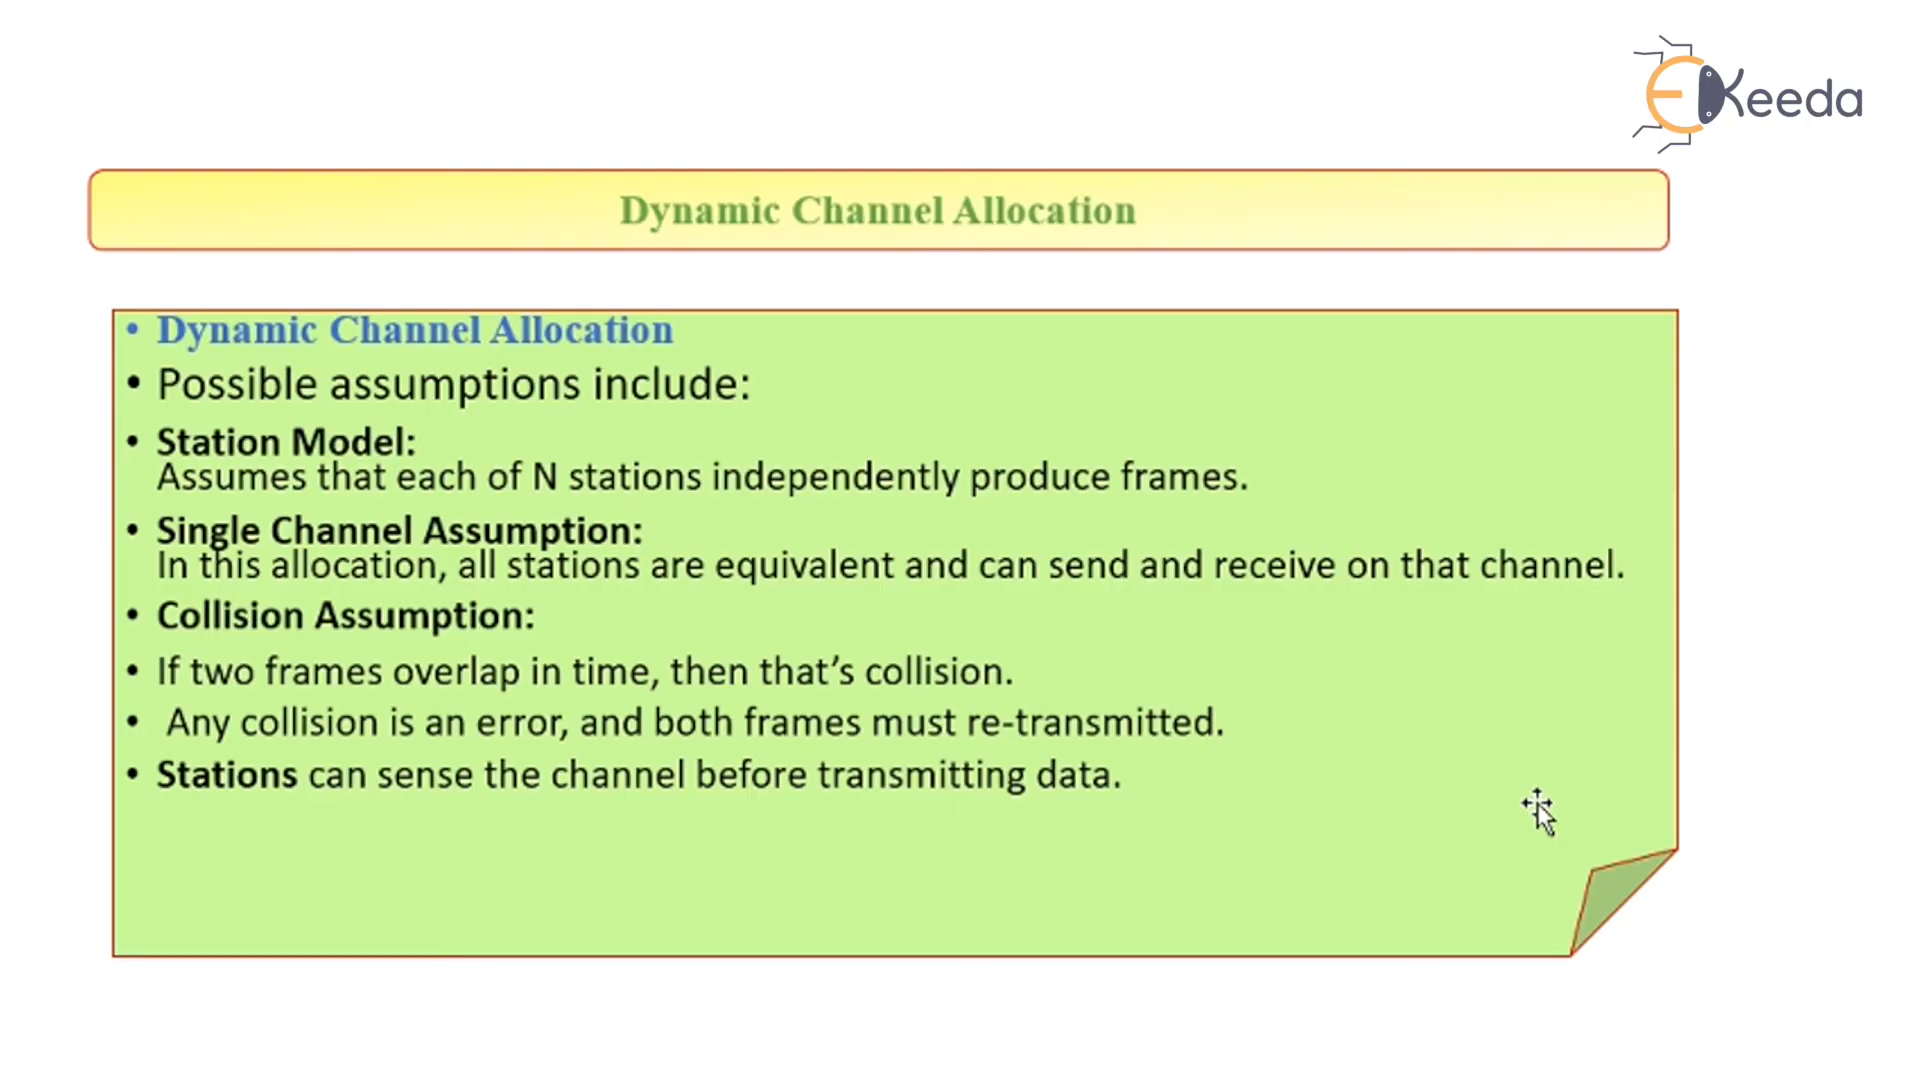 EKeeda
Dynamic Channel Allocation
• Dynamic Channel Allocation
• Possible assumptions include:
• Station Model:
Assumes that each of N stations independently produce frames.
• Single Channel Assumption:
In this allocation, all stations are equivalent and can send and receive on that channel.
• Collision Assumption:
• If two frames overlap in time, then that’s collision.
• Any collision is an error, and both frames must re-transmitted.
• Stations can sense the channel before transmitting data.